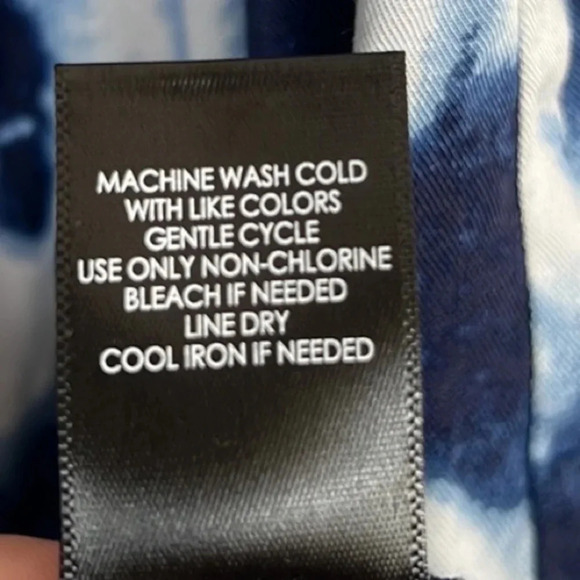 MACHINE WASH COLD
WITH LIKE COLORS
GENTLE CYCLE
USE ONLY NON-CHLORINE
BLEACH IF NEEDED
LINE DRY
COOL IRON IF NEEDED